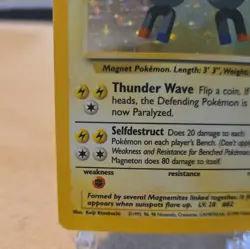 Magnet Pokémon. Length: 3' 3", Weight:
Thunder Wave Flip a coin. If
heads, the Defending Pokémon is
now Paralyzed.
Selfdestruct Does 20 damage to each
Pokémon on each player's Bench. (Don't apply
Weakness and Resistance for Benched Pokémon.
Magneton does 80 damage to itself.
weakness
resistance
Formed by several Magnemites linked together. It
appears when sunspots flare up. LV. 28 #82
Illus. Keiji Kinebuchi